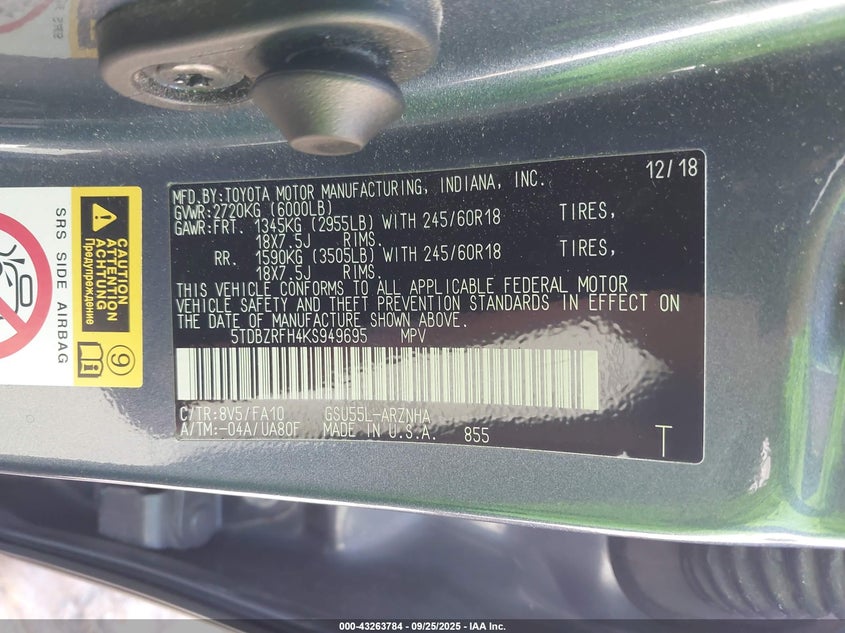 MFD.BY:TOYOTA MOTOR MANUFACTURING, INDIANA, INC. 12/18
GVWR:2720KG (6000LB)
GAWR:FRT. 1345KG (2955LB) WITH 245/60R18 TIRES,
18X7.5J RIMS.
RR. 1590KG (3505LB) WITH 245/60R18 TIRES,
18X7.5J RIMS.
THIS VEHICLE CONFORMS TO ALL APPLICABLE FEDERAL MOTOR
VEHICLE SAFETY AND THEFT PREVENTION STANDARDS IN EFFECT ON
THE DATE OF MANUFACTURE SHOWN ABOVE.
5TDBZRFH4KS949695 MPV
C/TR:8V5/FA10 GSU55L-ARZNHA
A/TM:-04A/UA80F MADE IN U.S.A. 855
T
CAUTION
ATTENTION
ACHTUNG
Предупреждение
SRS SIDE AIRBAG
9
000-43263784 - 09/25/2025 - IAA Inc.